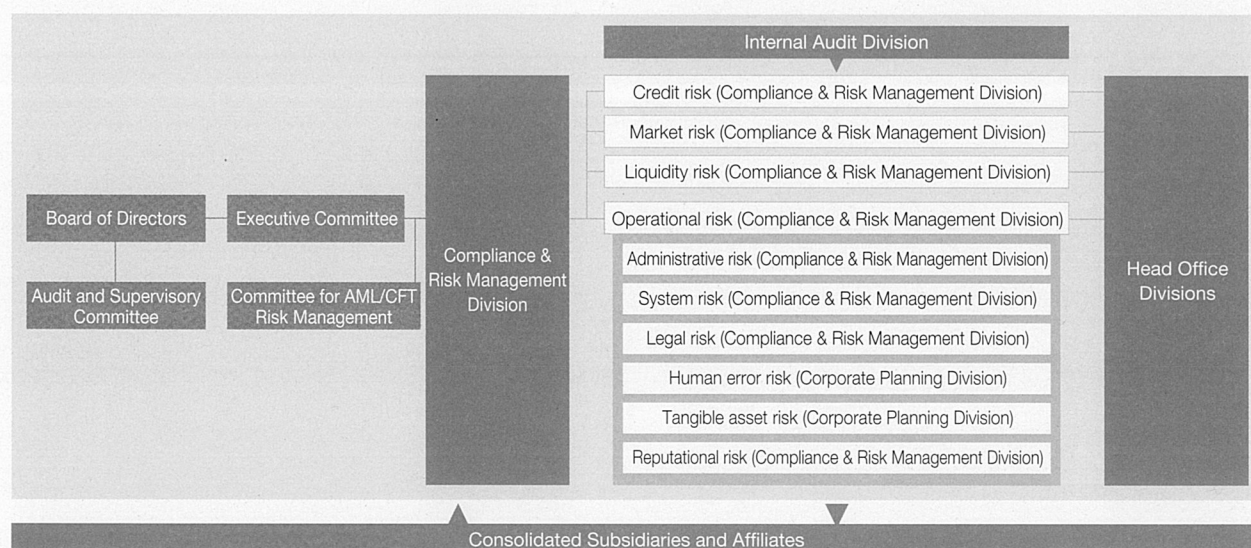 Internal Audit Division
Credit risk (Compliance & Risk Management Division)
Market risk (Compliance & Risk Management Division)
Liquidity risk (Compliance & Risk Management Division)
Board of Directors
Executive Committee
Operational risk (Compliance & Risk Management Division)
Compliance &
Risk Management
Division
Administrative risk (Compliance & Risk Management Division)
Head Office
Divisions
Audit and Supervisory
Committee
Committee for AML/CFT
Risk Management
System risk (Compliance & Risk Management Division)
Legal risk (Compliance & Risk Management Division)
Human error risk (Corporate Planning Division)
Tangible asset risk (Corporate Planning Division)
Reputational risk (Compliance & Risk Management Division)
Consolidated Subsidiaries and Affiliates